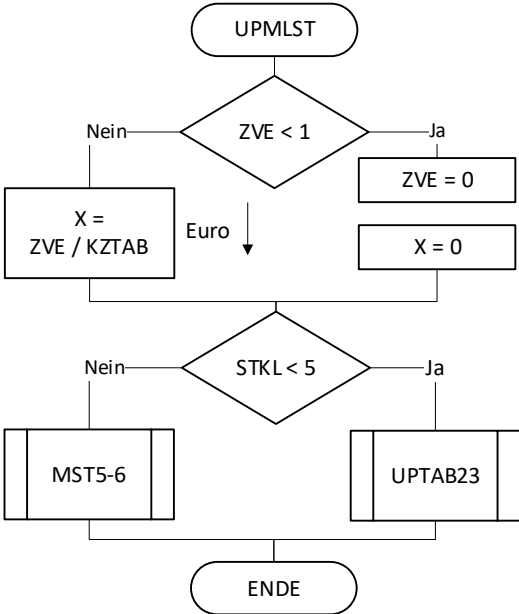 UPMLST
ZVE < 1
Nein
Ja
ZVE = 0
X =
ZVE / KZTAB
Euro
X = 0
STKL < 5
Nein
Ja
MST5-6
UPTAB23
ENDE